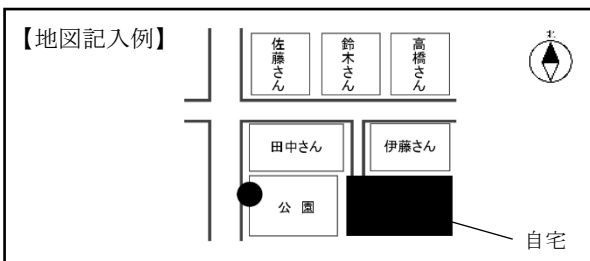 【地図記入例】
北
佐藤さん
鈴木さん
高橋さん
田中さん
伊藤さん
公園
自宅